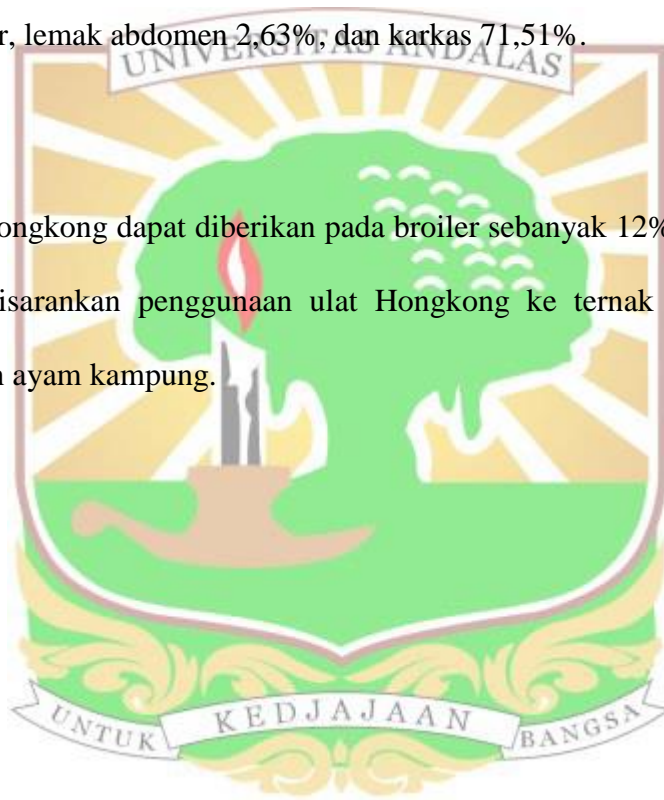 r, lemak abdomen 2,63%, dan karkas 71,51%.
UNIVERSITAS ANDALAS
ongkong dapat diberikan pada broiler sebanyak 12%
isarankan penggunaan ulat Hongkong ke ternak
ayam kampung.
UNTUK KEDJAJAAN BANGSA